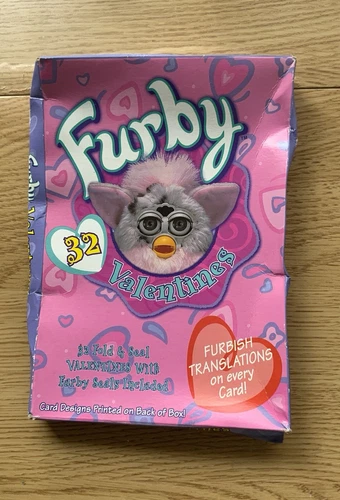 Furby
32
Valentines
32 Fold & Seal
VALENTINES With
Furby Seals Included
FURBISH
TRANSLATIONS
on every
Card!
Card Designs Printed on Back of Box!
Furby